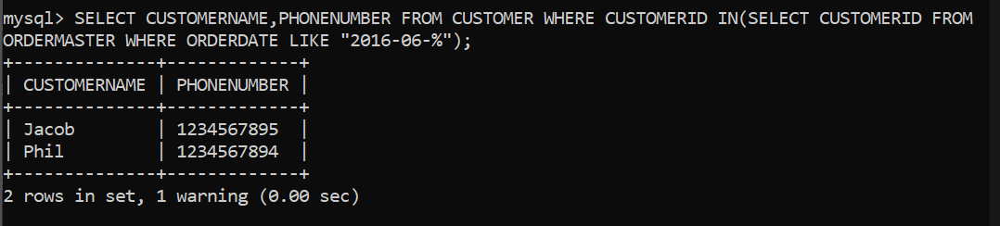 mysql> SELECT CUSTOMERNAME,PHONENUMBER FROM CUSTOMER WHERE CUSTOMERID IN(SELECT CUSTOMERID FROM
ORDERMASTER WHERE ORDERDATE LIKE "2016-06-%");
+--------------+-------------+
| CUSTOMERNAME | PHONENUMBER |
+--------------+-------------+
| Jacob        | 1234567895  |
| Phil         | 1234567894  |
+--------------+-------------+
2 rows in set, 1 warning (0.00 sec)